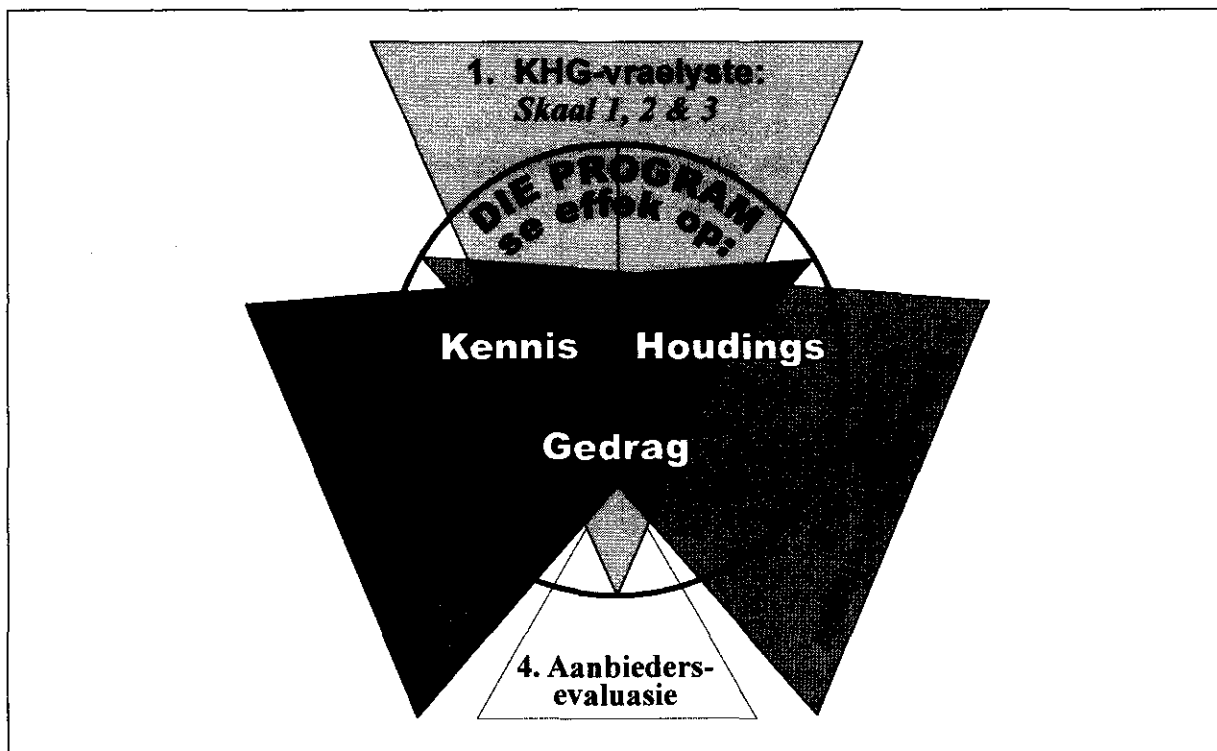 1. KHG-vraelyste:
Skaal 1, 2 & 3
DIE PROGRAM
se effek op:
Kennis Houdings
Gedrag
4. Aanbieders-
evaluasie